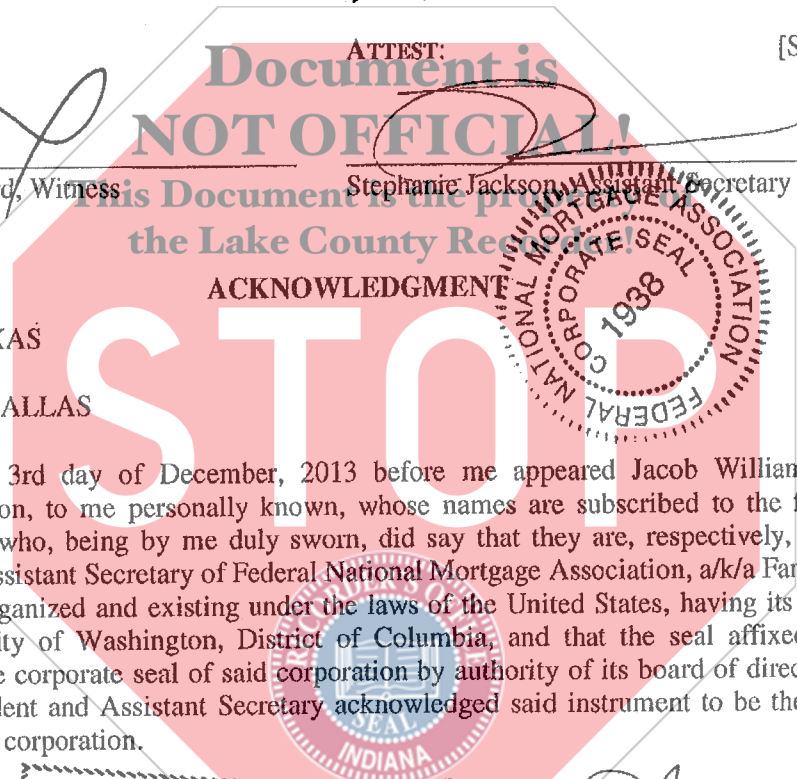 ATTEST: [S
Document is
NOT OFFICIAL!
d, Witness Stephanie Jackson, Assistant Secretary
This Document is the property of
the Lake County Recorder!
FEDERAL NATIONAL MORTGAGE ASSOCIATION
CORPORATE SEAL
1938
ACKNOWLEDGMENT
XAS
ALLAS
STOP
3rd day of December, 2013 before me appeared Jacob William
on, to me personally known, whose names are subscribed to the f
who, being by me duly sworn, did say that they are, respectively,
ssistant Secretary of Federal National Mortgage Association, a/k/a Fan
ganized and existing under the laws of the United States, having its
ity of Washington, District of Columbia, and that the seal affixed
e corporate seal of said corporation by authority of its board of direc
dent and Assistant Secretary acknowledged said instrument to be the
corporation.
RECORDER'S OF
SEAL
INDIANA